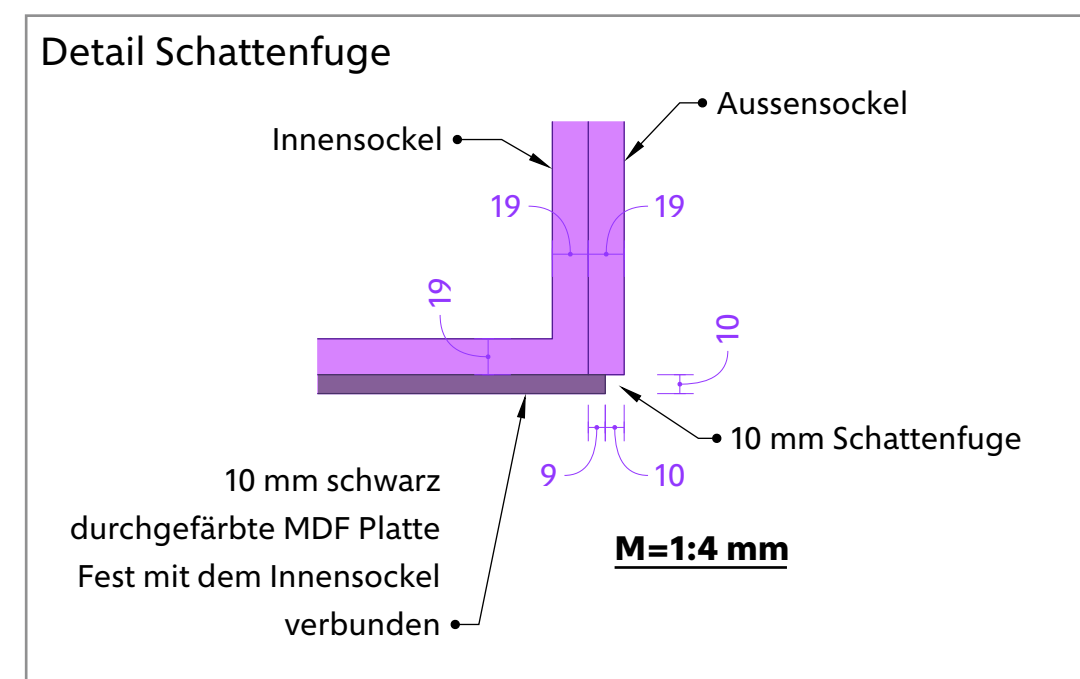 Detail Schattenfuge
Aussensockel
Innensockel
19
19
19
10
10 mm Schattenfuge
9
10
10 mm schwarz
durchgefärbte MDF Platte
Fest mit dem Innensockel
verbunden
M=1:4 mm